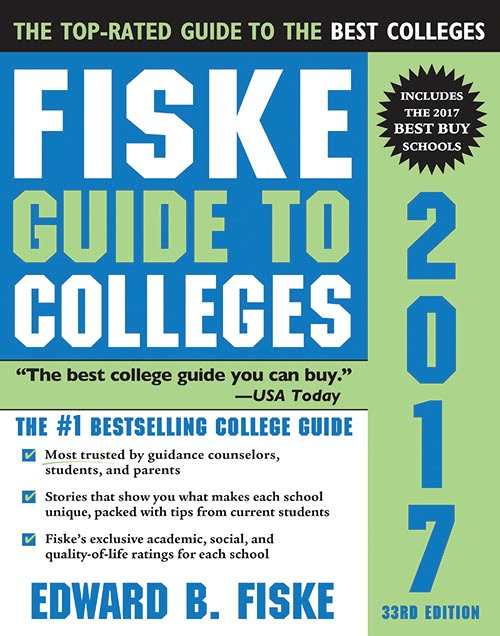 THE TOP-RATED GUIDE TO THE BEST COLLEGES
FISKE
GUIDE TO
COLLEGES
INCLUDES
THE 2017
BEST BUY
SCHOOLS
2017
“The best college guide you can buy.”
—USA Today
THE #1 BESTSELLING COLLEGE GUIDE
Most trusted by guidance counselors,
students, and parents
Stories that show you what makes each school
unique, packed with tips from current students
Fiske's exclusive academic, social, and
quality-of-life ratings for each school
EDWARD B. FISKE
33RD EDITION